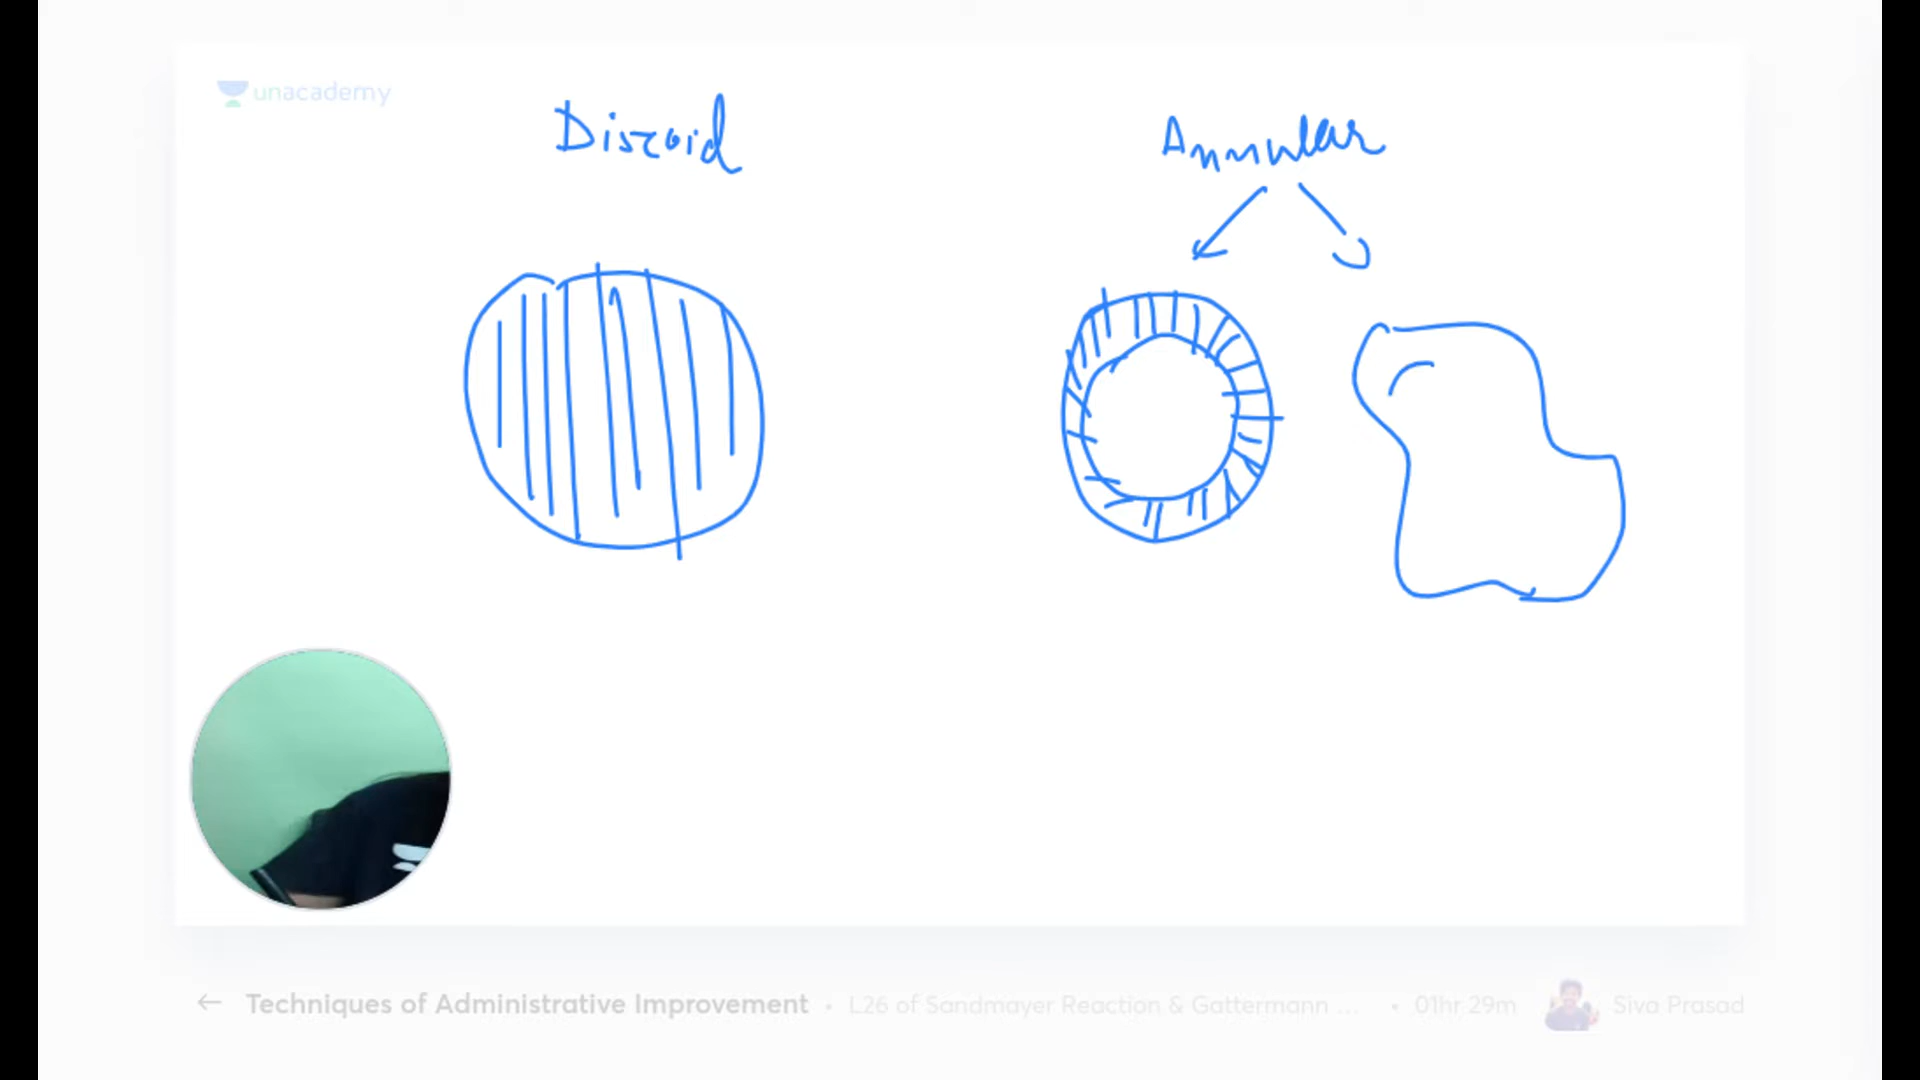 unacademy
Discoid
Annular
Techniques of Administrative Improvement • L26 of Sandmayer Reaction & Gattermann ... • 01hr 29m Siva Prasad